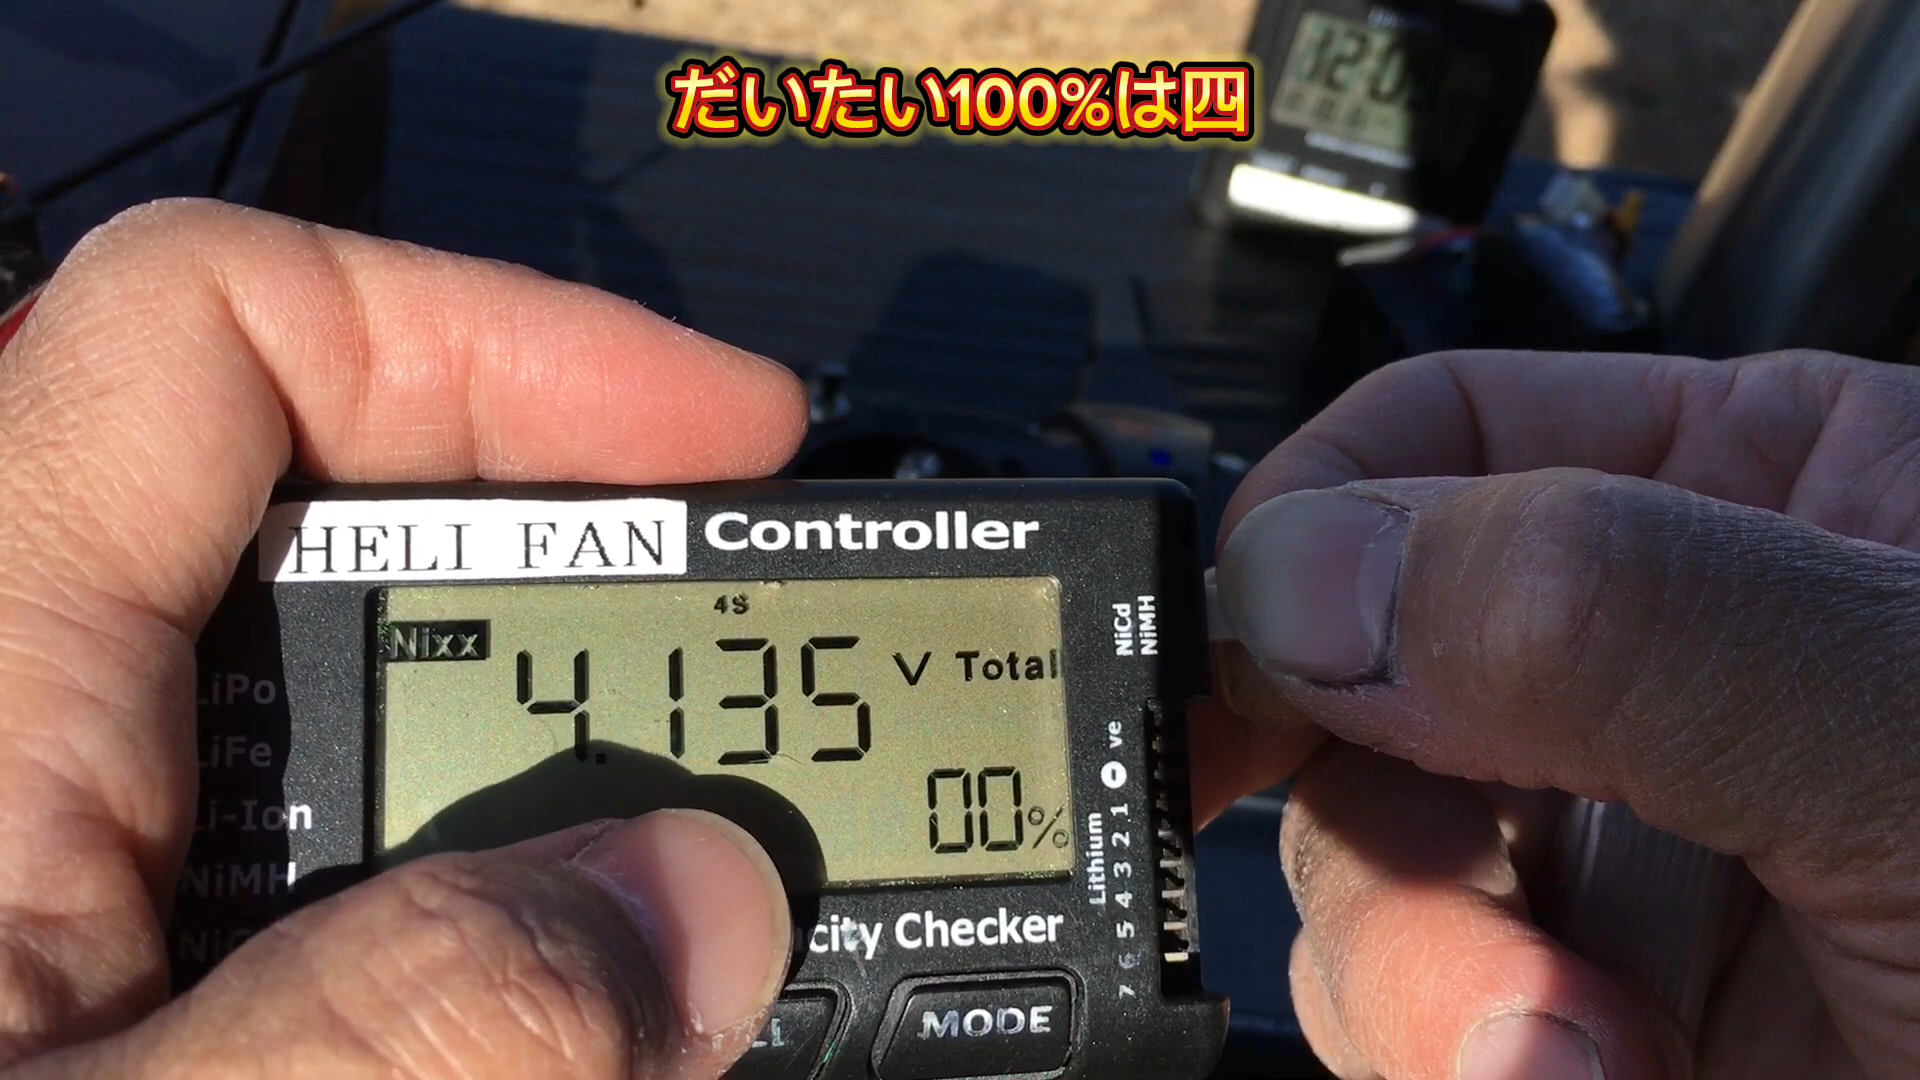 だいたい100%は四
HELI FAN Controller
4S
Nixx
4.135 V Total
00%
LiPo
LiFe
Li-Ion
NiMH
NiCd
NiMH
Lithium
7 6 5 4 3 2 1 ve
city Checker
MODE